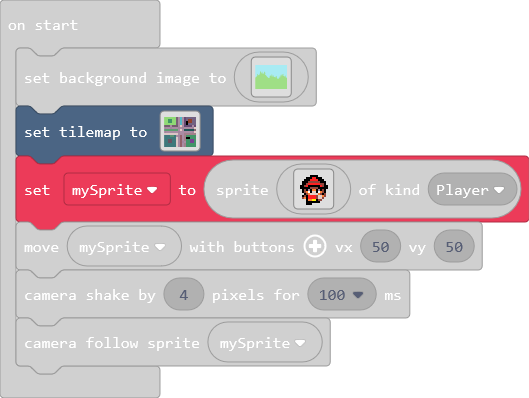 on start
set background image to
set tilemap to
set mySprite to sprite of kind Player
move mySprite with buttons vx 50 vy 50
camera shake by 4 pixels for 100 ms
camera follow sprite mySprite